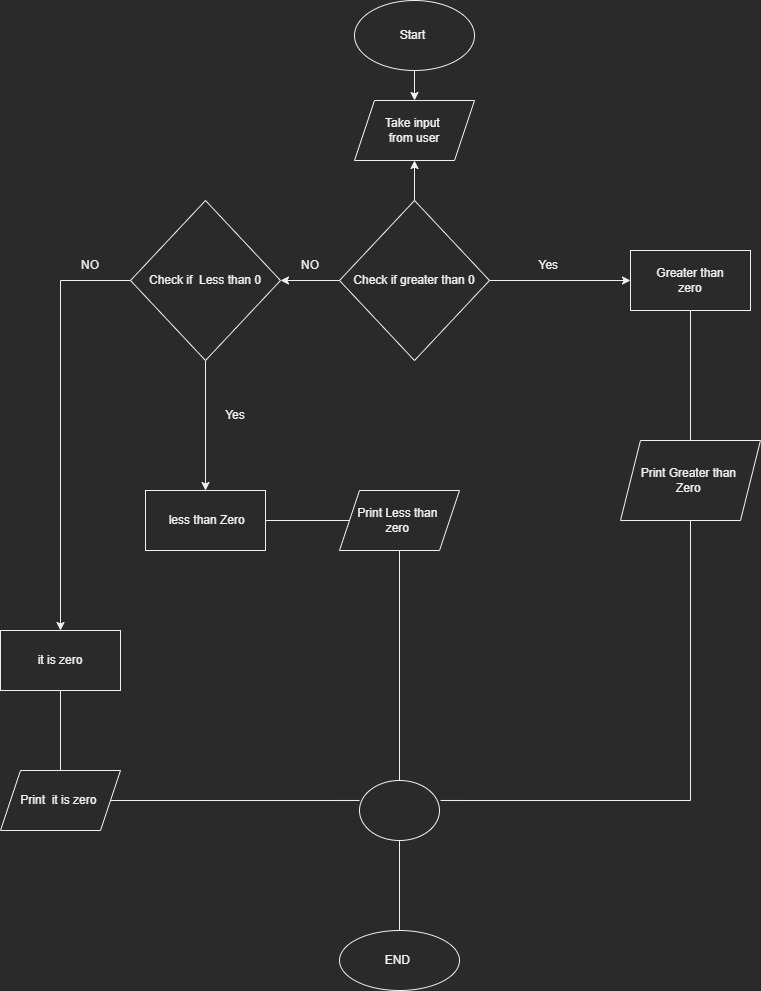 Start
Take input
from user
NO
Check if Less than 0
NO
Check if greater than 0
Yes
Greater than
zero
Yes
Print Greater than
Zero
less than Zero
Print Less than
zero
it is zero
Print it is zero
END